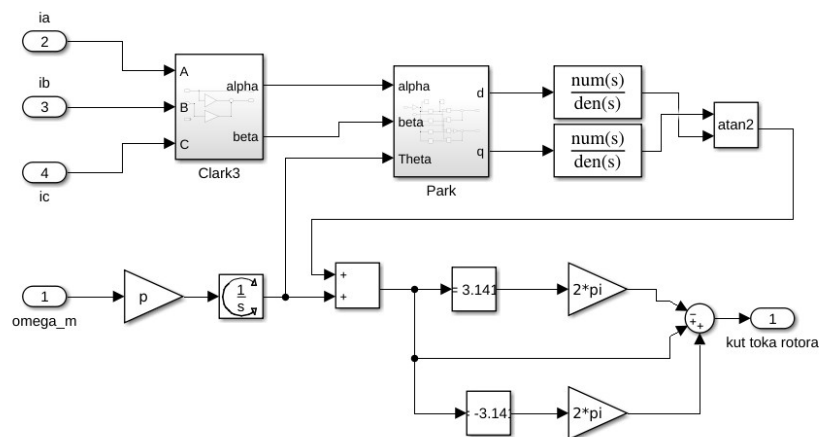 ia
2
ib
3
ic
4
A
B
C
alpha
beta
Clark3
alpha
beta
Theta
d
q
Park
num(s)
den(s)
num(s)
den(s)
atan2
1
omega_m
p
1
s
+
+
= 3.141
2*pi
−
+
+
1
kut toka rotora
= -3.141
2*pi